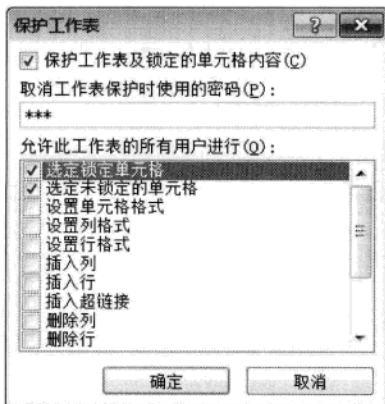 保护工作表
保护工作表及锁定的单元格内容(C)
取消工作表保护时使用的密码(P):
***
允许此工作表的所有用户进行(O):
选定锁定单元格
选定未锁定的单元格
设置单元格格式
设置列格式
设置行格式
插入列
插入行
插入超链接
删除列
删除行
确定 取消